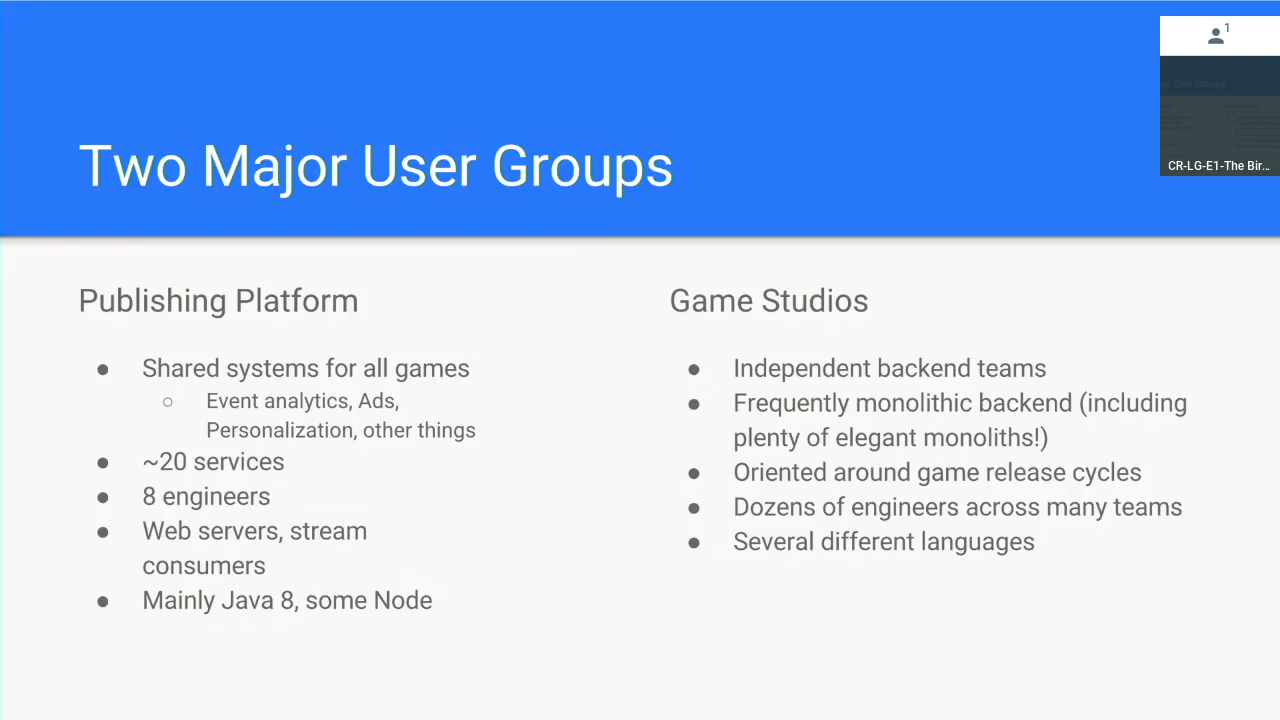 Two Major User Groups
1
CR-LG-E1-The Bir...
Publishing Platform
● Shared systems for all games
○ Event analytics, Ads,
Personalization, other things
● ~20 services
● 8 engineers
● Web servers, stream
consumers
● Mainly Java 8, some Node
Game Studios
● Independent backend teams
● Frequently monolithic backend (including
plenty of elegant monoliths!)
● Oriented around game release cycles
● Dozens of engineers across many teams
● Several different languages